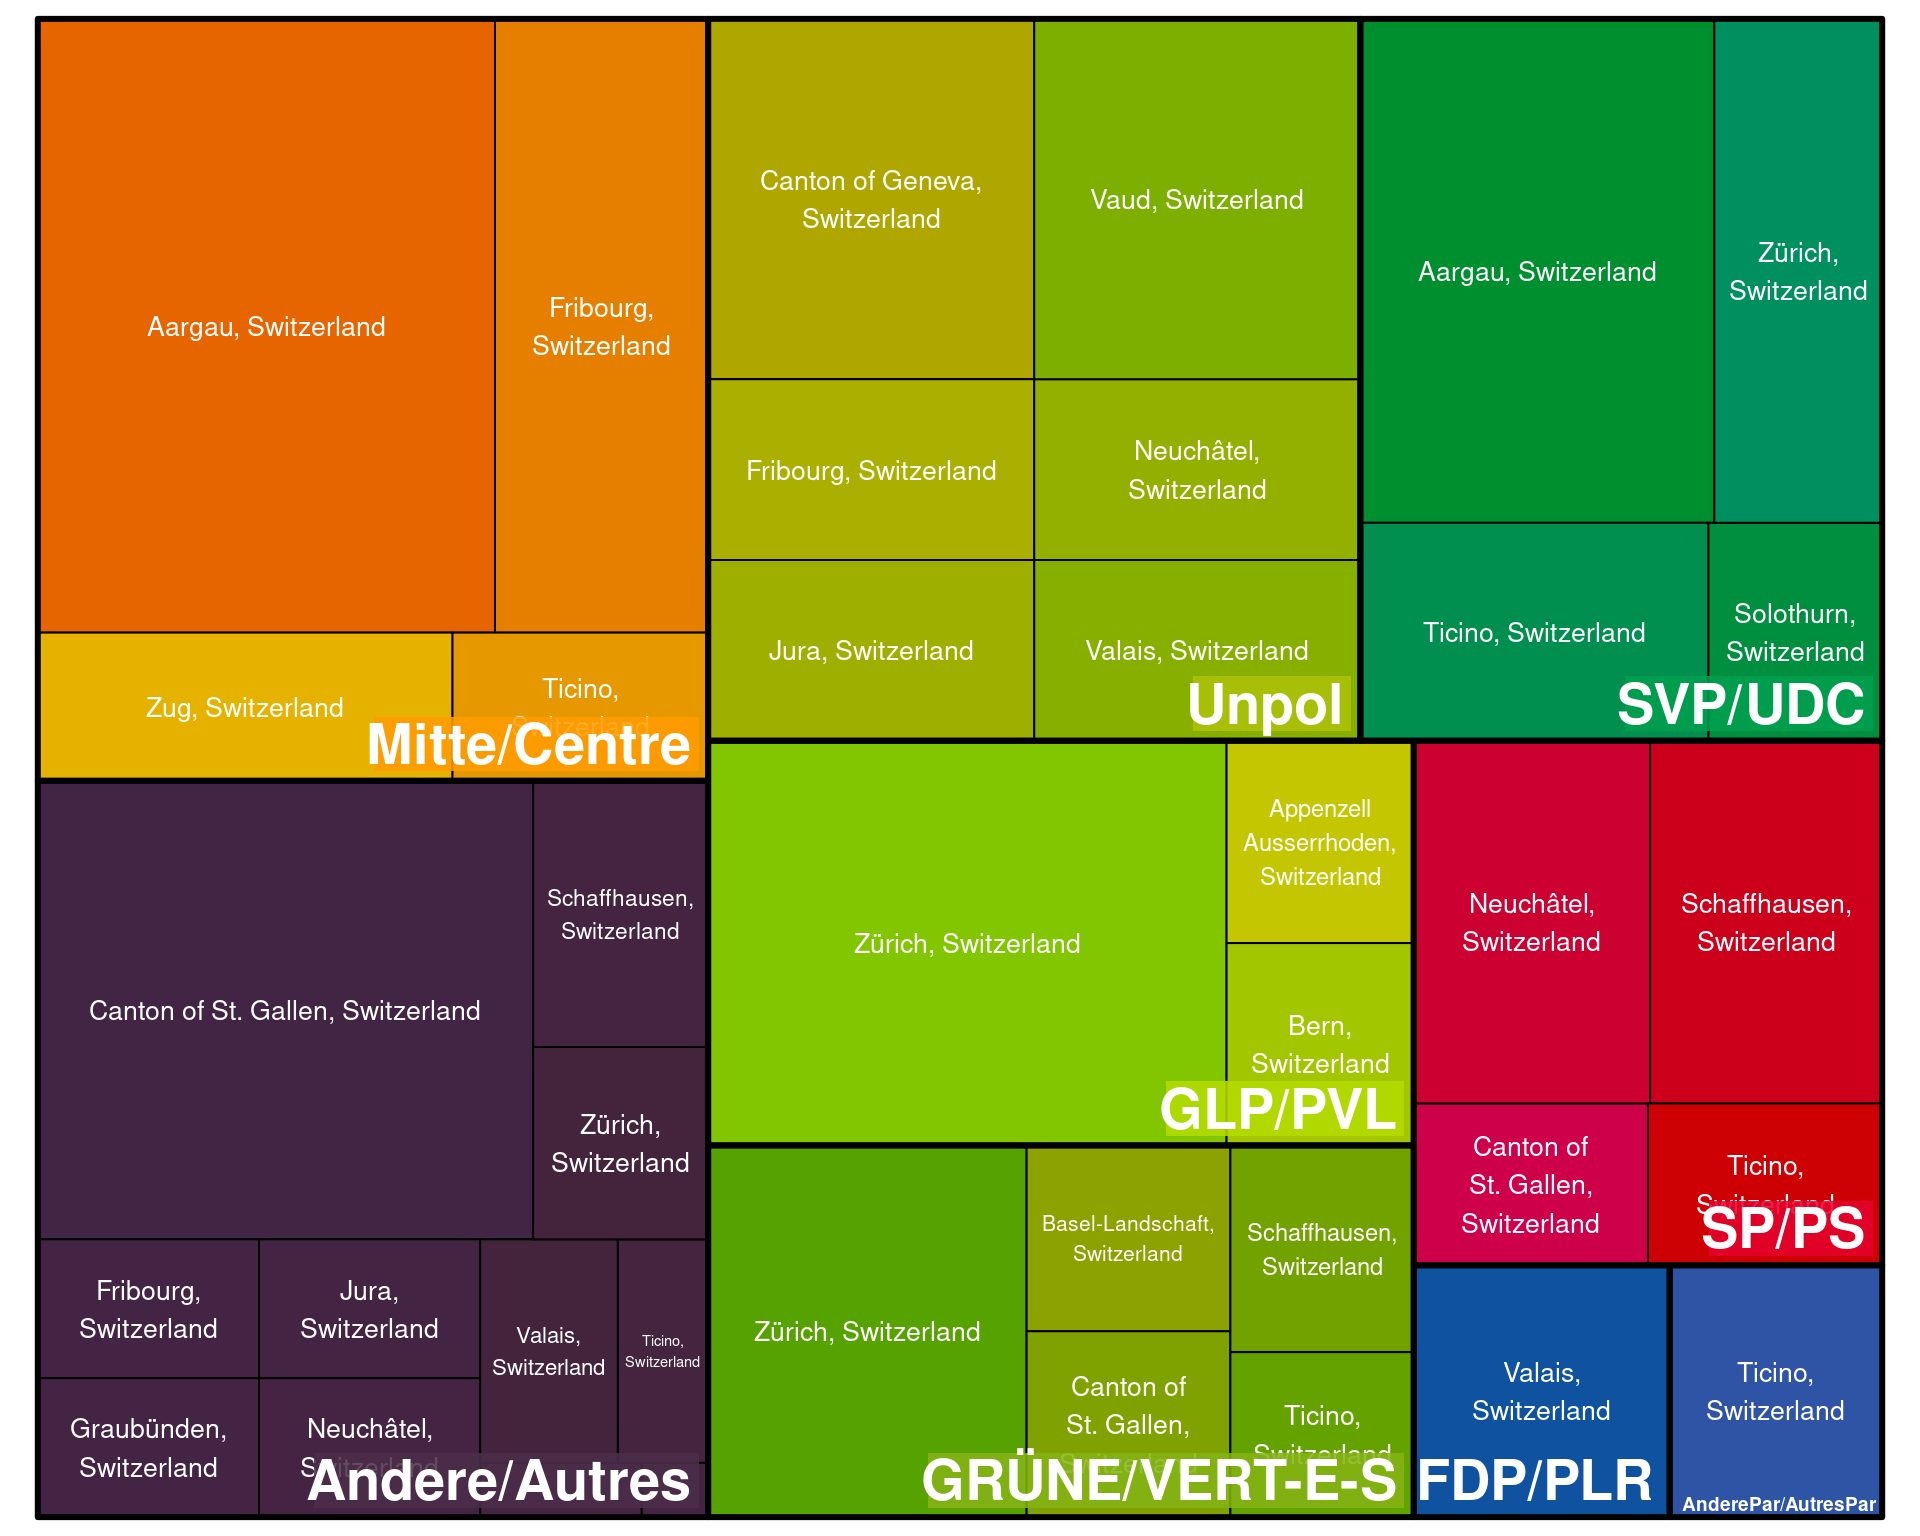 Aargau, Switzerland
Fribourg,
Switzerland
Zug, Switzerland
Ticino,
Switzerland
Mitte/Centre
Canton of Geneva,
Switzerland
Vaud, Switzerland
Fribourg, Switzerland
Neuchâtel,
Switzerland
Jura, Switzerland
Valais, Switzerland
Unpol
Aargau, Switzerland
Zürich,
Switzerland
Ticino, Switzerland
Solothurn,
Switzerland
SVP/UDC
Canton of St. Gallen, Switzerland
Schaffhausen,
Switzerland
Zürich,
Switzerland
Fribourg,
Switzerland
Jura,
Switzerland
Valais,
Switzerland
Ticino,
Switzerland
Graubünden,
Switzerland
Neuchâtel,
Switzerland
Andere/Autres
Zürich, Switzerland
Appenzell
Ausserrhoden,
Switzerland
Bern,
Switzerland
GLP/PVL
Zürich, Switzerland
Basel-Landschaft,
Switzerland
Schaffhausen,
Switzerland
Canton of
St. Gallen,
Switzerland
Ticino,
Switzerland
GRÜNE/VERT-E-S
Neuchâtel,
Switzerland
Schaffhausen,
Switzerland
Canton of
St. Gallen,
Switzerland
Ticino,
Switzerland
SP/PS
Valais,
Switzerland
FDP/PLR
Ticino,
Switzerland
AnderePar/AutresPar